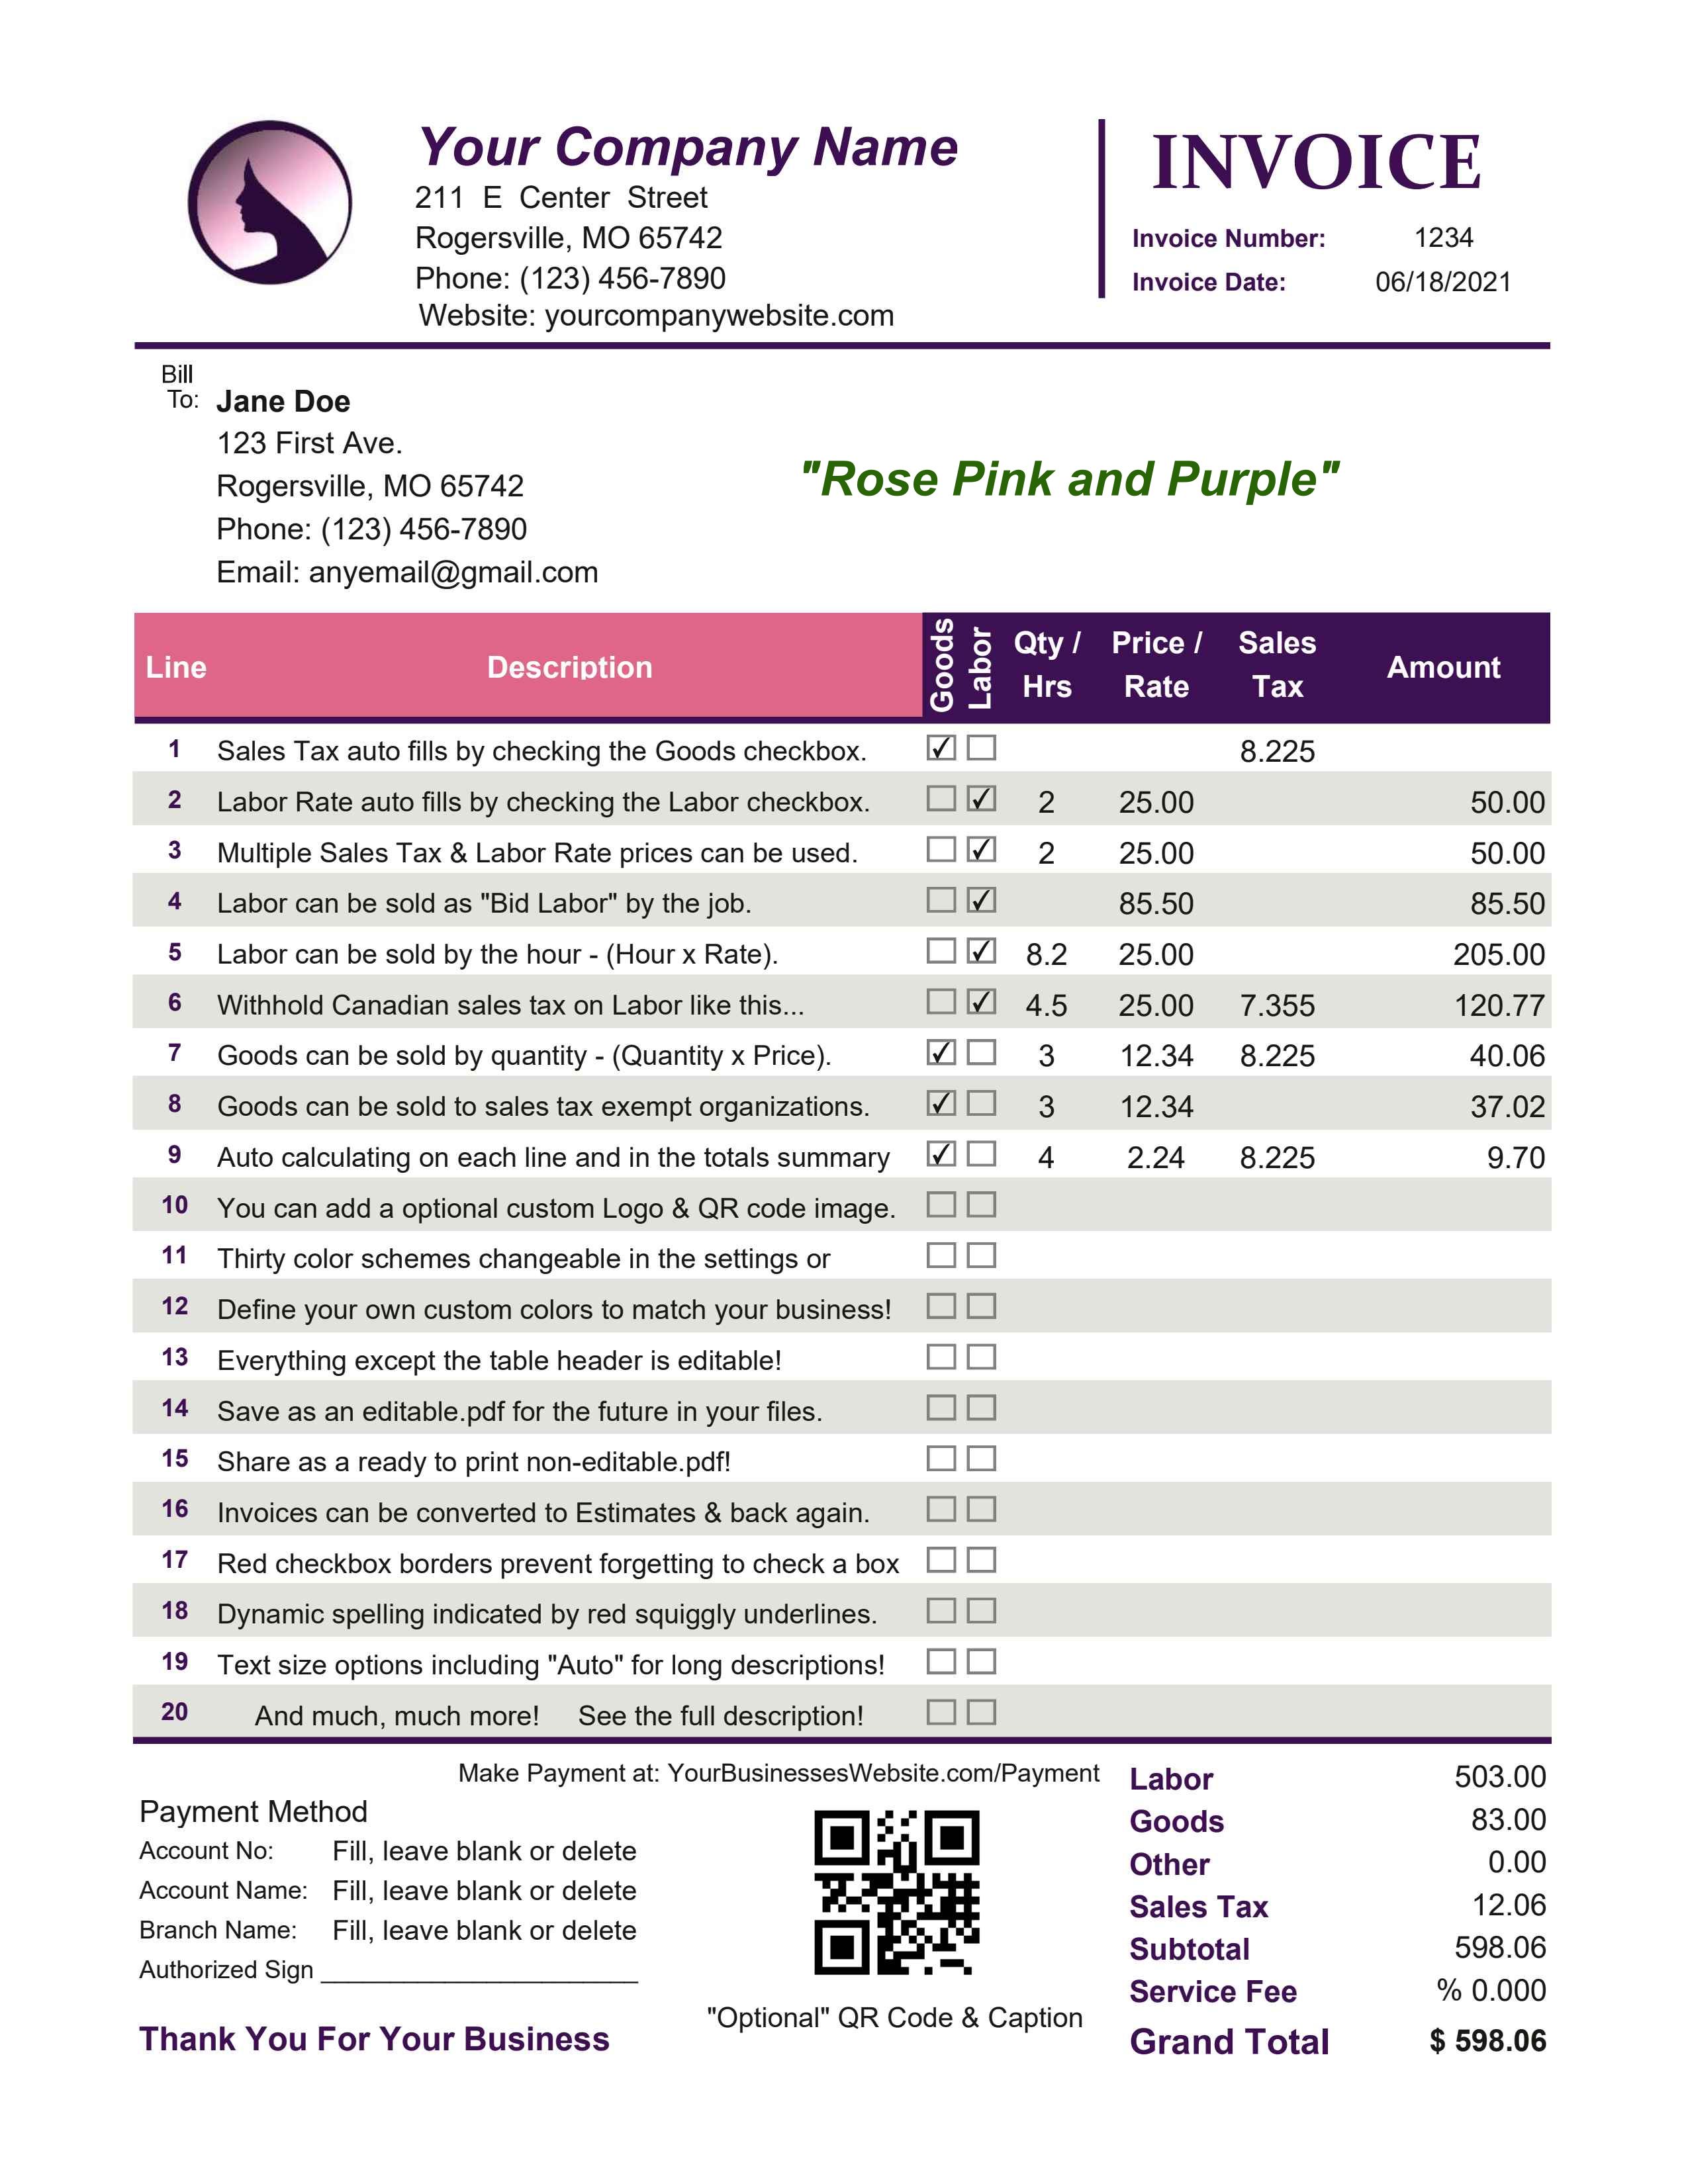 Your Company Name
211 E Center Street
Rogersville, MO 65742
Phone: (123) 456-7890
Website: yourcompanywebsite.com
INVOICE
Invoice Number: 1234
Invoice Date: 06/18/2021
Bill
To: Jane Doe
123 First Ave.
Rogersville, MO 65742
Phone: (123) 456-7890
Email: anyemail@gmail.com
"Rose Pink and Purple"
Line Description Goods Labor Qty / Hrs Price / Rate Sales Tax Amount
1 Sales Tax auto fills by checking the Goods checkbox. 8.225
2 Labor Rate auto fills by checking the Labor checkbox. 2 25.00 50.00
3 Multiple Sales Tax & Labor Rate prices can be used. 2 25.00 50.00
4 Labor can be sold as "Bid Labor" by the job. 85.50 85.50
5 Labor can be sold by the hour - (Hour x Rate). 8.2 25.00 205.00
6 Withhold Canadian sales tax on Labor like this... 4.5 25.00 7.355 120.77
7 Goods can be sold by quantity - (Quantity x Price). 3 12.34 8.225 40.06
8 Goods can be sold to sales tax exempt organizations. 3 12.34 37.02
9 Auto calculating on each line and in the totals summary 4 2.24 8.225 9.70
10 You can add a optional custom Logo & QR code image.
11 Thirty color schemes changeable in the settings or
12 Define your own custom colors to match your business!
13 Everything except the table header is editable!
14 Save as an editable.pdf for the future in your files.
15 Share as a ready to print non-editable.pdf!
16 Invoices can be converted to Estimates & back again.
17 Red checkbox borders prevent forgetting to check a box
18 Dynamic spelling indicated by red squiggly underlines.
19 Text size options including "Auto" for long descriptions!
20 And much, much more! See the full description!
Make Payment at: YourBusinessesWebsite.com/Payment
Payment Method
Account No: Fill, leave blank or delete
Account Name: Fill, leave blank or delete
Branch Name: Fill, leave blank or delete
Authorized Sign
Thank You For Your Business
"Optional" QR Code & Caption
Labor 503.00
Goods 83.00
Other 0.00
Sales Tax 12.06
Subtotal 598.06
Service Fee % 0.000
Grand Total $ 598.06